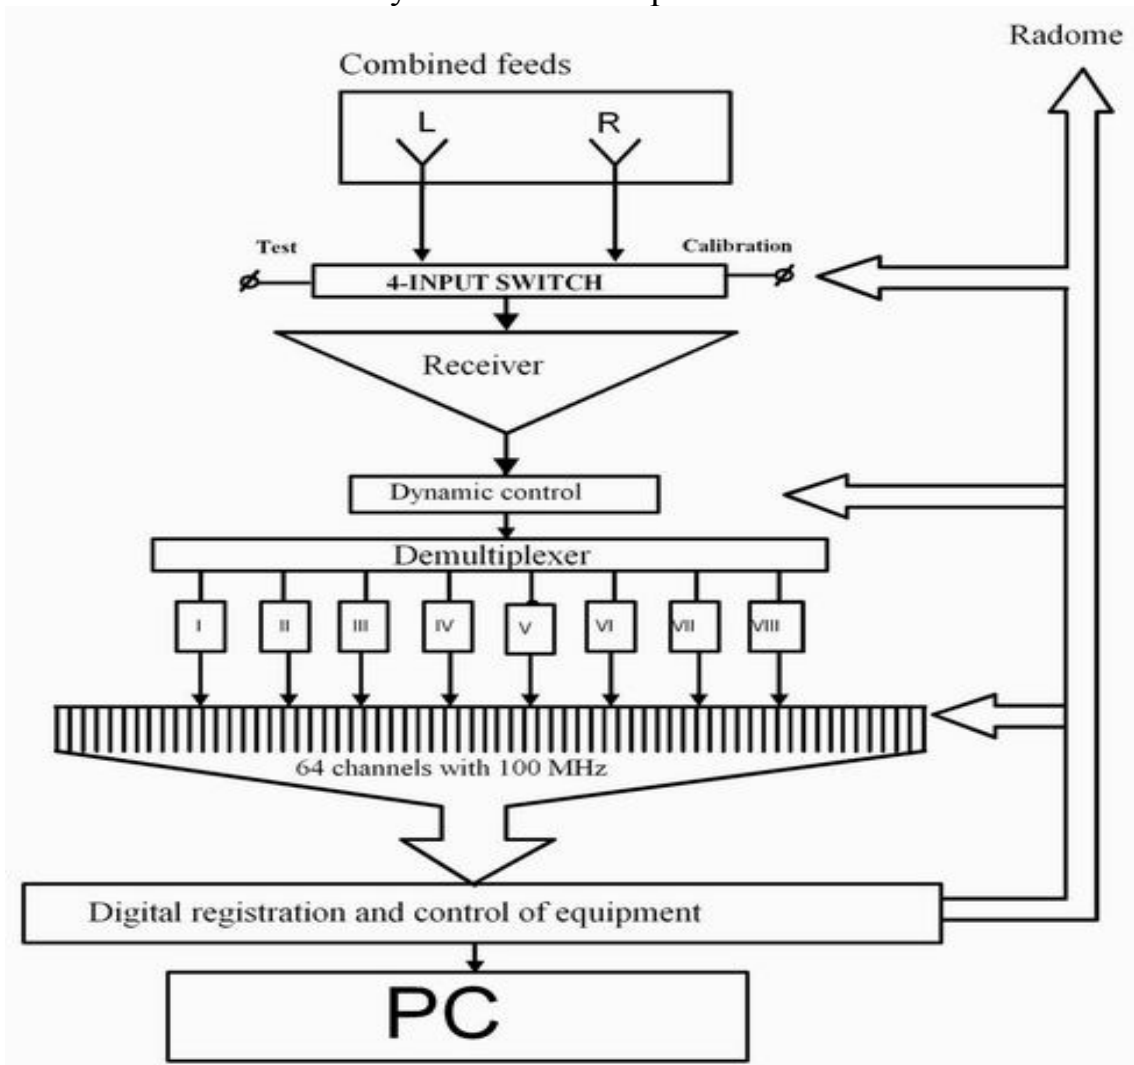 Radome
Combined feeds
L R
Test Calibration
4-INPUT SWITCH
Receiver
Dynamic control
Demultiplexer
I II III IV V VI VII VIII
64 channels with 100 MHz
Digital registration and control of equipment
PC